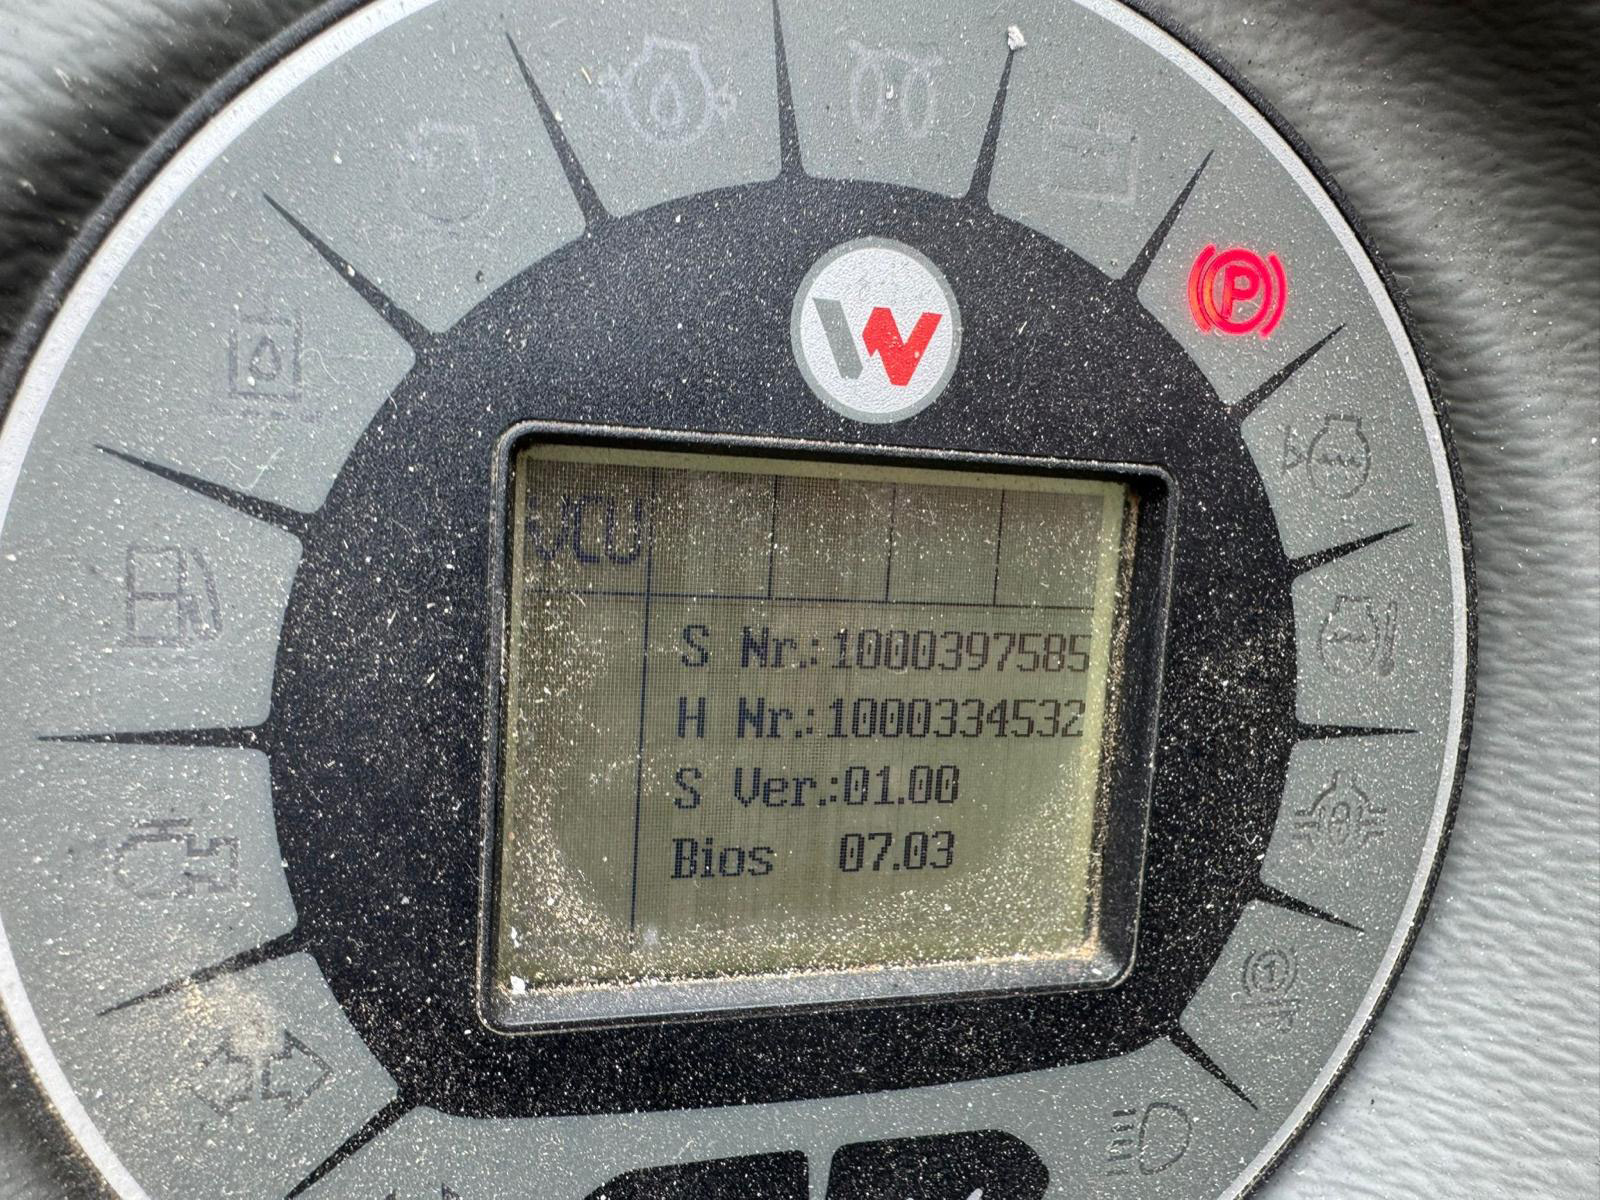 W
P
VCU
S Nr.:1000397585
H Nr.:1000334532
S Ver.:01.00
Bios 07.03